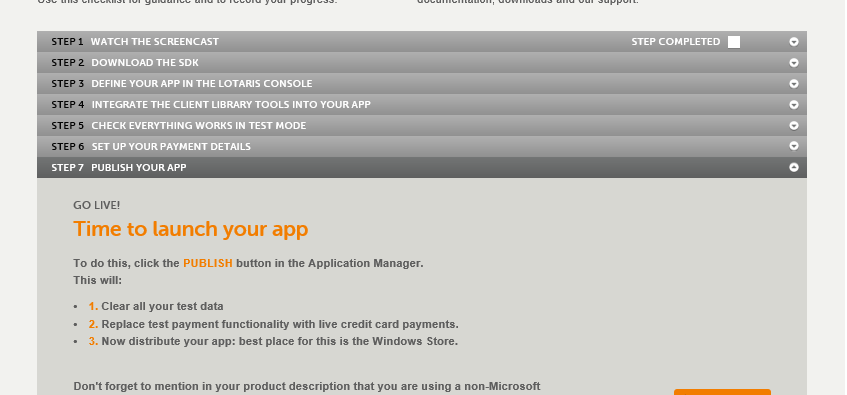 Use this checklist for guidance and to record your progress.
documentation, downloads and our support.
STEP 1 WATCH THE SCREENCAST STEP COMPLETED
STEP 2 DOWNLOAD THE SDK
STEP 3 DEFINE YOUR APP IN THE LOTARIS CONSOLE
STEP 4 INTEGRATE THE CLIENT LIBRARY TOOLS INTO YOUR APP
STEP 5 CHECK EVERYTHING WORKS IN TEST MODE
STEP 6 SET UP YOUR PAYMENT DETAILS
STEP 7 PUBLISH YOUR APP
GO LIVE!
Time to launch your app
To do this, click the PUBLISH button in the Application Manager.
This will:
• 1. Clear all your test data
• 2. Replace test payment functionality with live credit card payments.
• 3. Now distribute your app: best place for this is the Windows Store.
Don't forget to mention in your product description that you are using a non-Microsoft